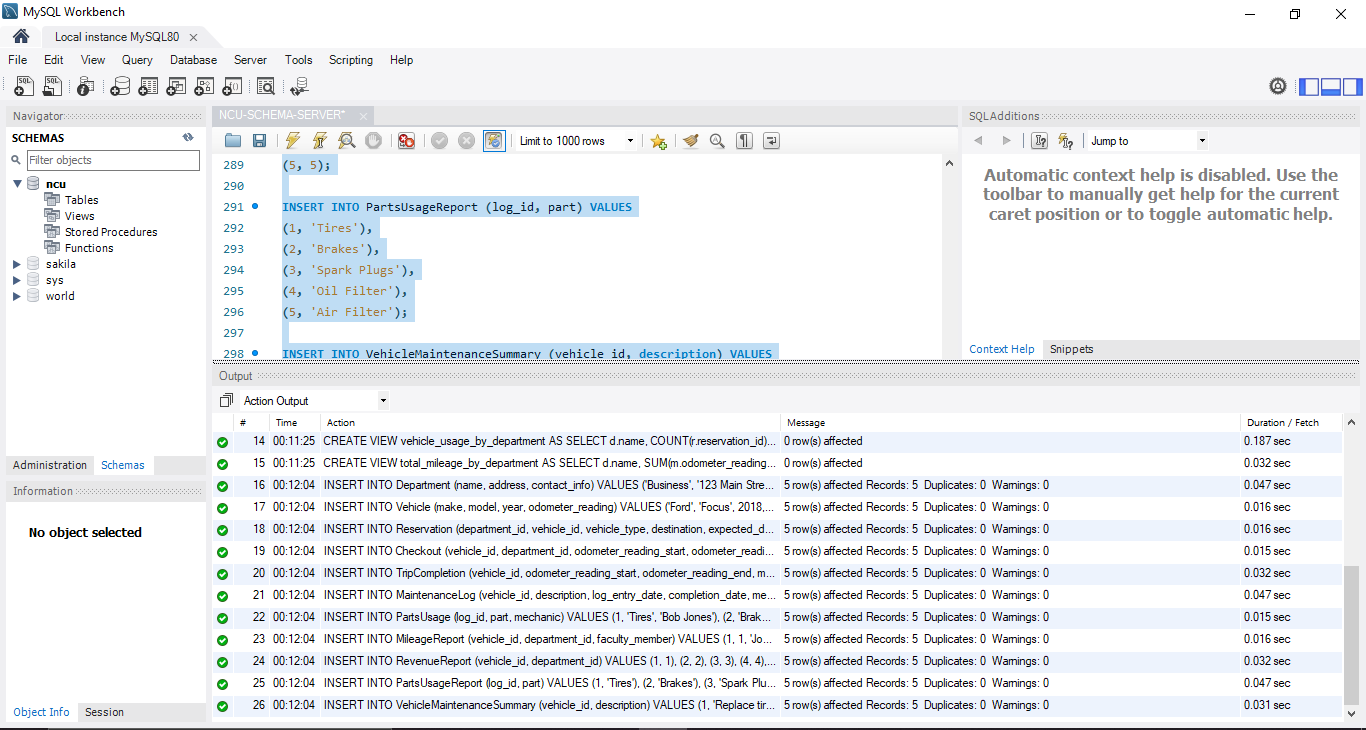 MySQL Workbench
Local instance MySQL80
File Edit View Query Database Server Tools Scripting Help
Navigator
SCHEMAS
Filter objects
ncu
Tables
Views
Stored Procedures
Functions
sakila
sys
world
Administration Schemas
Information
No object selected
Object Info Session
NCU-SCHEMA-SERVER*
Limit to 1000 rows
289 (5, 5);
290
291 INSERT INTO PartsUsageReport (log_id, part) VALUES
292 (1, 'Tires'),
293 (2, 'Brakes'),
294 (3, 'Spark Plugs'),
295 (4, 'Oil Filter'),
296 (5, 'Air Filter');
297
298 INSERT INTO VehicleMaintenanceSummary (vehicle_id, description) VALUES
SQLAdditions
Jump to
Automatic context help is disabled. Use the
toolbar to manually get help for the current
caret position or to toggle automatic help.
Context Help Snippets
Output
Action Output
# Time Action Message Duration / Fetch
14 00:11:25 CREATE VIEW vehicle_usage_by_department AS SELECT d.name, COUNT(r.reservation_id)... 0 row(s) affected 0.187 sec
15 00:11:25 CREATE VIEW total_mileage_by_department AS SELECT d.name, SUM(m.odometer_reading... 0 row(s) affected 0.032 sec
16 00:12:04 INSERT INTO Department (name, address, contact_info) VALUES ('Business', '123 Main Stre... 5 row(s) affected Records: 5 Duplicates: 0 Warnings: 0 0.047 sec
17 00:12:04 INSERT INTO Vehicle (make, model, year, odometer_reading) VALUES ('Ford', 'Focus', 2018,... 5 row(s) affected Records: 5 Duplicates: 0 Warnings: 0 0.016 sec
18 00:12:04 INSERT INTO Reservation (department_id, vehicle_id, vehicle_type, destination, expected_d... 5 row(s) affected Records: 5 Duplicates: 0 Warnings: 0 0.016 sec
19 00:12:04 INSERT INTO Checkout (vehicle_id, department_id, odometer_reading_start, odometer_readi... 5 row(s) affected Records: 5 Duplicates: 0 Warnings: 0 0.015 sec
20 00:12:04 INSERT INTO TripCompletion (vehicle_id, odometer_reading_start, odometer_reading_end, m... 5 row(s) affected Records: 5 Duplicates: 0 Warnings: 0 0.032 sec
21 00:12:04 INSERT INTO MaintenanceLog (vehicle_id, description, log_entry_date, completion_date, me... 5 row(s) affected Records: 5 Duplicates: 0 Warnings: 0 0.047 sec
22 00:12:04 INSERT INTO PartsUsage (log_id, part, mechanic) VALUES (1, 'Tires', 'Bob Jones'), (2, 'Brak... 5 row(s) affected Records: 5 Duplicates: 0 Warnings: 0 0.015 sec
23 00:12:04 INSERT INTO MileageReport (vehicle_id, department_id, faculty_member) VALUES (1, 1, 'Jo... 5 row(s) affected Records: 5 Duplicates: 0 Warnings: 0 0.016 sec
24 00:12:04 INSERT INTO RevenueReport (vehicle_id, department_id) VALUES (1, 1), (2, 2), (3, 3), (4, 4),... 5 row(s) affected Records: 5 Duplicates: 0 Warnings: 0 0.032 sec
25 00:12:04 INSERT INTO PartsUsageReport (log_id, part) VALUES (1, 'Tires'), (2, 'Brakes'), (3, 'Spark Plu... 5 row(s) affected Records: 5 Duplicates: 0 Warnings: 0 0.047 sec
26 00:12:04 INSERT INTO VehicleMaintenanceSummary (vehicle_id, description) VALUES (1, 'Replace tir... 5 row(s) affected Records: 5 Duplicates: 0 Warnings: 0 0.031 sec